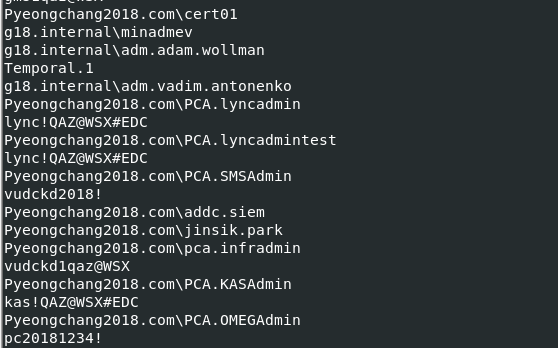 Pyeongchang2018.com\cert01
g18.internal\minadmev
g18.internal\adm.adam.wollman
Temporal.1
g18.internal\adm.vadim.antonenko
Pyeongchang2018.com\PCA.lyncadmin
lync!QAZ@WSX#EDC
Pyeongchang2018.com\PCA.lyncadmintest
lync!QAZ@WSX#EDC
Pyeongchang2018.com\PCA.SMSAdmin
vudckd2018!
Pyeongchang2018.com\addc.siem
Pyeongchang2018.com\jinsik.park
Pyeongchang2018.com\pca.infradmin
vudckd1qaz@WSX
Pyeongchang2018.com\PCA.KASAdmin
kas!QAZ@WSX#EDC
Pyeongchang2018.com\PCA.OMEGAdmin
pc20181234!